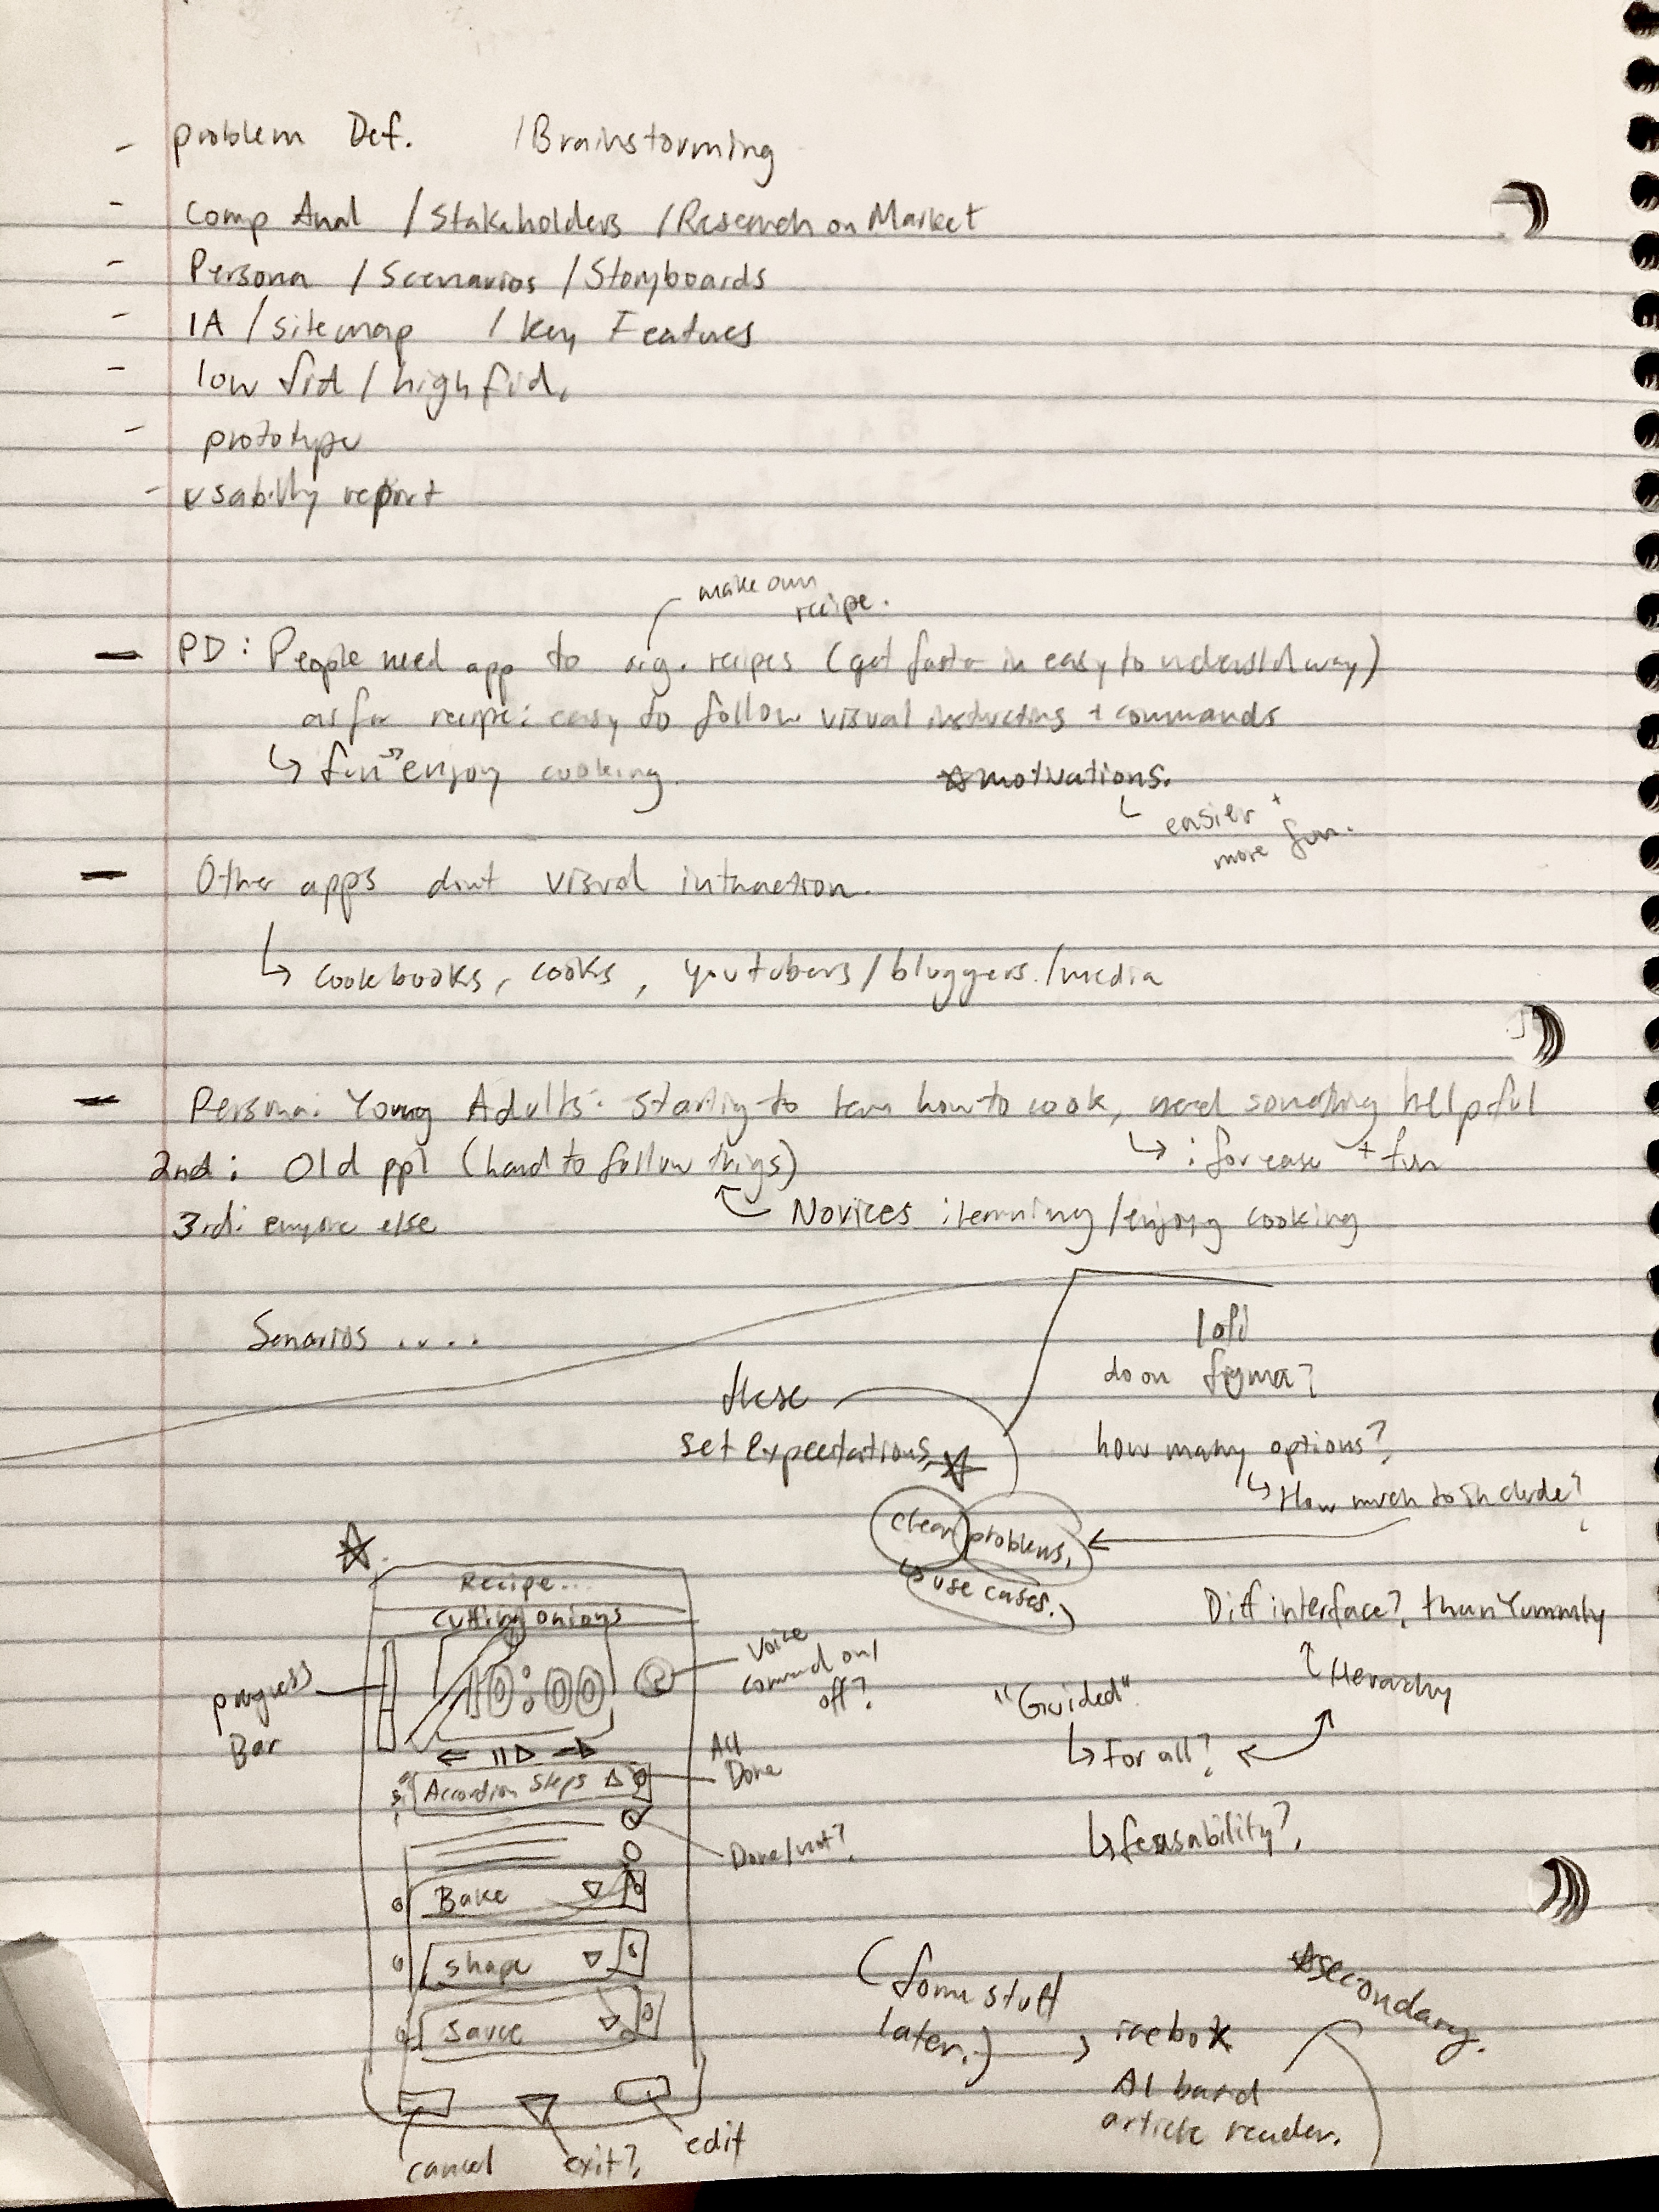 - problem Def. /Brainstorming
- Comp Anal /Stakeholders /Research on Market
- Persona /Scenarios /Storyboards
- IA /sitemap /key Features
- low fid/high fid.
- prototype
- usability report
make own
recipe.
- PD: People need app to org. recipes (get fasta in easy to understd way)
as for recipe: easy to follow visual instructions + commands
↳ fun → enjoy cooking.
☆motivations.
↳ easier +
more fun.
- Other apps dont visual interaction.
↳ cookbooks, cooks, youtubers/bloggers./media
- Persona: Young Adults: starting to learn how to cook, need something helpful
↳ : for ease + fun
2nd: Old ppl (hard to follow things)
Novices: learning/enjoying cooking
3rd: anyone else
Senarios .....
these
set Expectations ☆
lofi
do on figma?
how many options?
↳ How much to include?
clear problems.
↳ use cases.
Diff interface? than Yummly
Hierarchy
"Guided"
↳ For all?
↳ feasability?
☆
Recipe...
Cutting onions
10:00
progress
Bar
Voice
command on/
off?
← II▷ →
Accordion Steps △
All
Done
Done/not?
Bake ▽
Shape ▽
Sauce ▽
cancel
exit?
edit
stuff
later.)
→ icebox
☆secondary.
AI based
article reader.